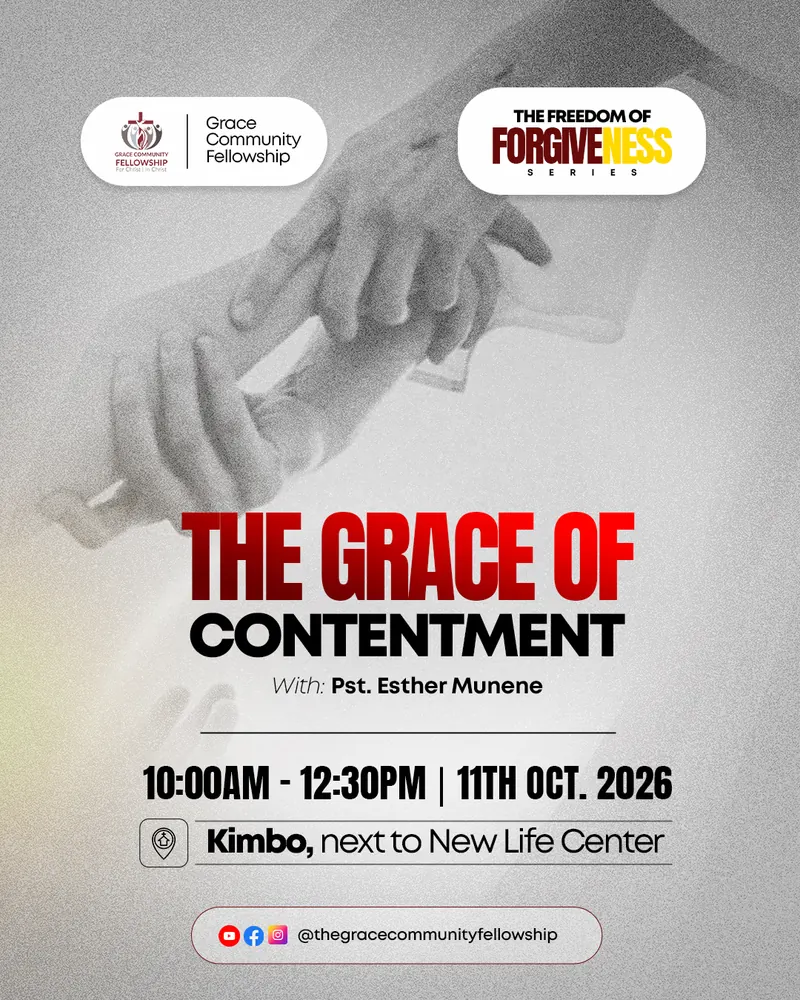 GRACE COMMUNITY
FELLOWSHIP
For Christ | In Christ
Grace
Community
Fellowship
THE FREEDOM OF
FORGIVENESS
SERIES
THE GRACE OF
CONTENTMENT
With: Pst. Esther Munene
10:00AM - 12:30PM | 11TH OCT. 2026
Kimbo, next to New Life Center
@thegracecommunityfellowship